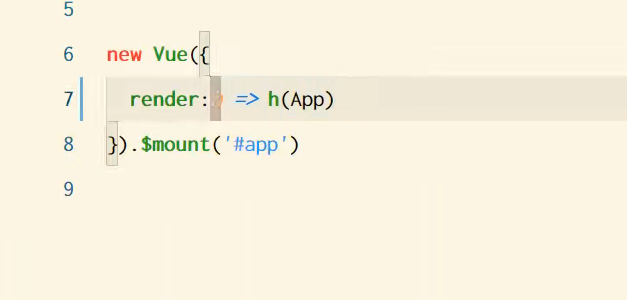 5
6 new Vue({
7 render: => h(App)
8 }).$mount('#app')
9